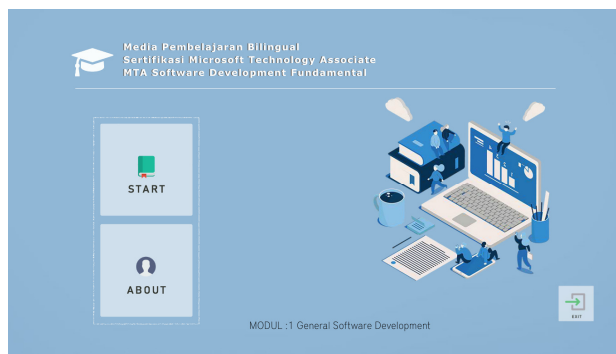 Media Pembelajaran Bilingual
Sertifikasi Microsoft Technology Associate
MTA Software Development Fundamental
START
ABOUT
MODUL :1 General Software Development
EXIT